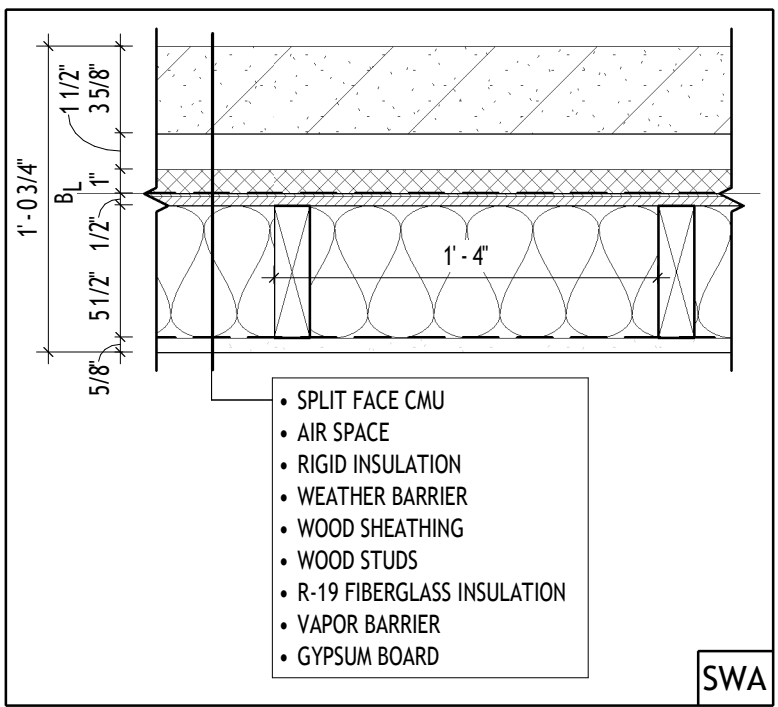 1'-0 3/4"
3 5/8"
1 1/2"
1"
BL
1/2"
5 1/2"
5/8"
1' - 4"
• SPLIT FACE CMU
• AIR SPACE
• RIGID INSULATION
• WEATHER BARRIER
• WOOD SHEATHING
• WOOD STUDS
• R-19 FIBERGLASS INSULATION
• VAPOR BARRIER
• GYPSUM BOARD
SWA